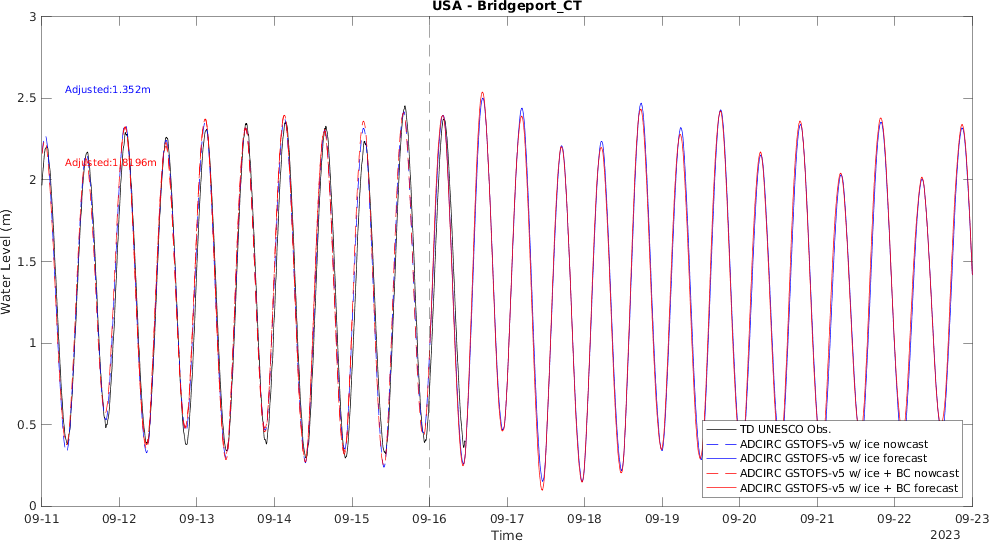 USA - Bridgeport_CT
3
2.5
2
1.5
1
0.5
0
Water Level (m)
Adjusted:1.352m
Adjusted:1.8196m
TD UNESCO Obs.
ADCIRC GSTOFS-v5 w/ ice nowcast
ADCIRC GSTOFS-v5 w/ ice forecast
ADCIRC GSTOFS-v5 w/ ice + BC nowcast
ADCIRC GSTOFS-v5 w/ ice + BC forecast
09-11 09-12 09-13 09-14 09-15 09-16 09-17 09-18 09-19 09-20 09-21 09-22 09-23
Time
2023